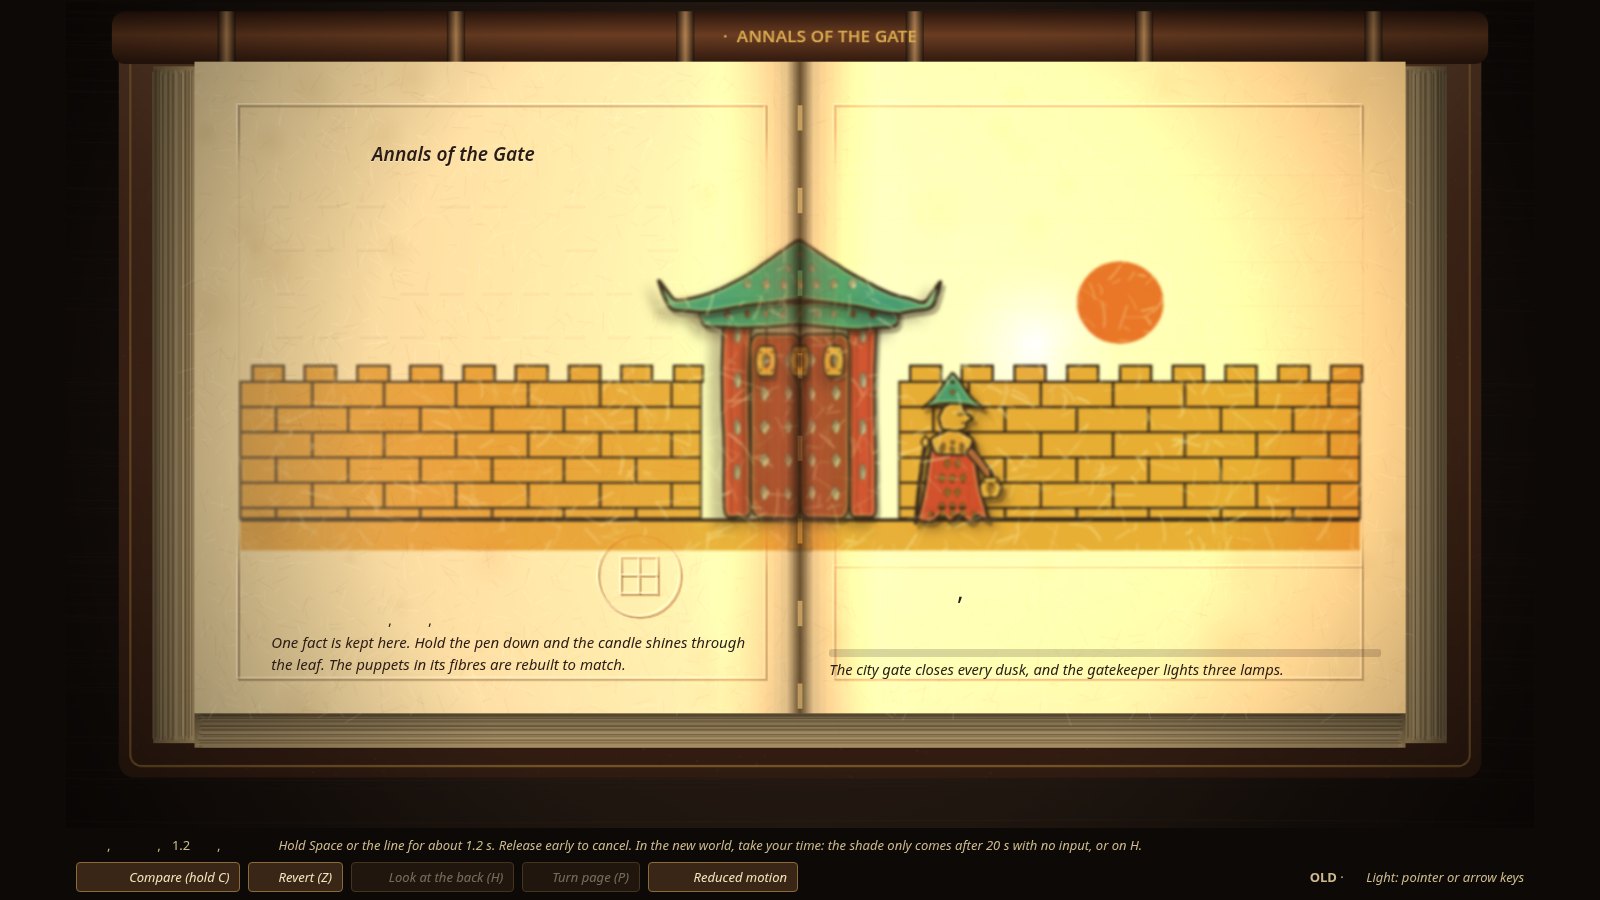 · ANNALS OF THE GATE
Annals of the Gate
, ,
One fact is kept here. Hold the pen down and the candle shines through
the leaf. The puppets in its fibres are rebuilt to match.
,
The city gate closes every dusk, and the gatekeeper lights three lamps.
, , 1.2 , Hold Space or the line for about 1.2 s. Release early to cancel. In the new world, take your time: the shade only comes after 20 s with no input, or on H.
Compare (hold C) Revert (Z) Look at the back (H) Turn page (P) Reduced motion OLD · Light: pointer or arrow keys